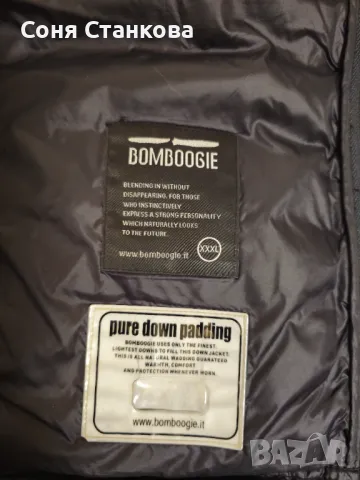 Соня Станкова
BOMBOOGIE
BLENDING IN WITHOUT
DISAPPEARING. FOR THOSE
WHO INSTINCTIVELY
EXPRESS A STRONG PERSONALITY
WHICH NATURALLY LOOKS
TO THE FUTURE.
www.bomboogie.it
XXXL
pure down padding
BOMBOOGIE USES ONLY THE FINEST,
LIGHTEST DOWNS TO FILL THIS DOWN JACKET.
THIS IS ALL NATURAL WADDING GUARANTEED
WARMTH, COMFORT
AND PROTECTION WHENEVER WORN.
www.bomboogie.it
BAZAR